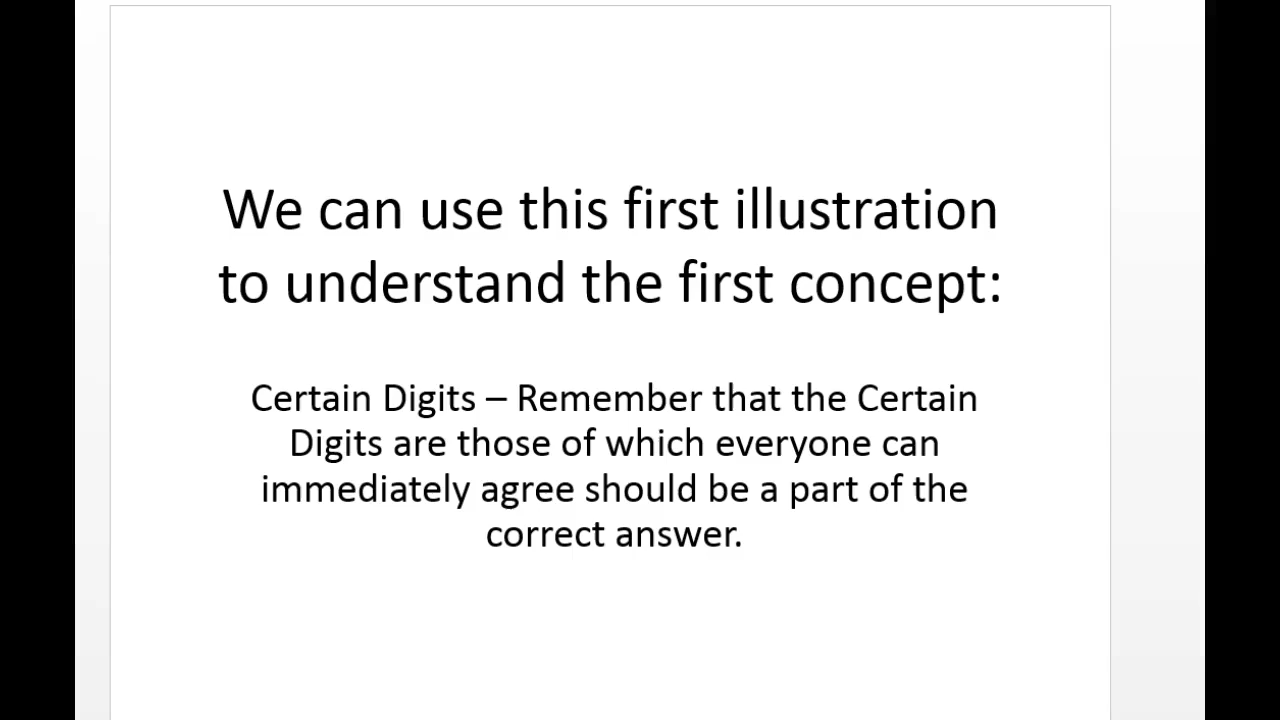 We can use this first illustration
to understand the first concept:
Certain Digits – Remember that the Certain
Digits are those of which everyone can
immediately agree should be a part of the
correct answer.